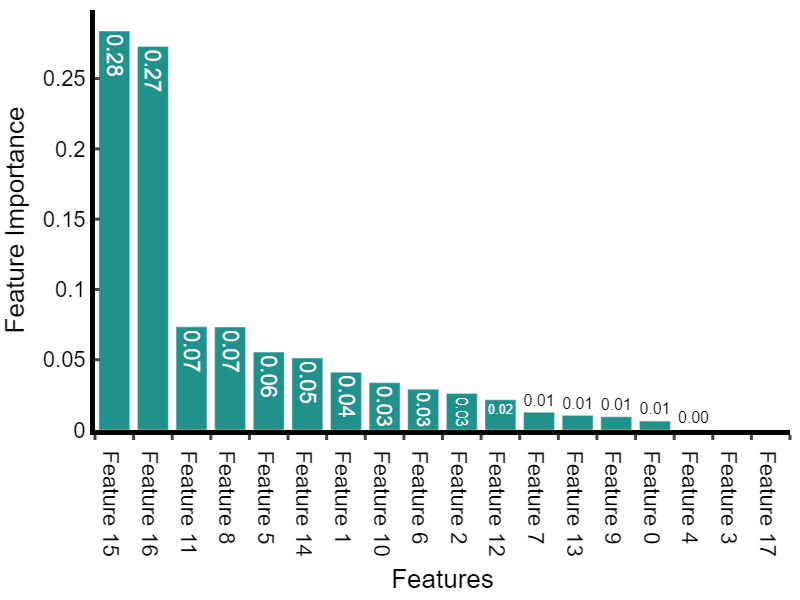 Feature Importance
0.25
0.2
0.15
0.1
0.05
0
0.28
0.27
0.07
0.07
0.06
0.05
0.04
0.03
0.03
0.03
0.02
0.01
0.01
0.01
0.01
0.00
Feature 15
Feature 16
Feature 11
Feature 8
Feature 5
Feature 14
Feature 1
Feature 10
Feature 6
Feature 2
Feature 12
Feature 7
Feature 13
Feature 9
Feature 0
Feature 4
Feature 3
Feature 17
Features